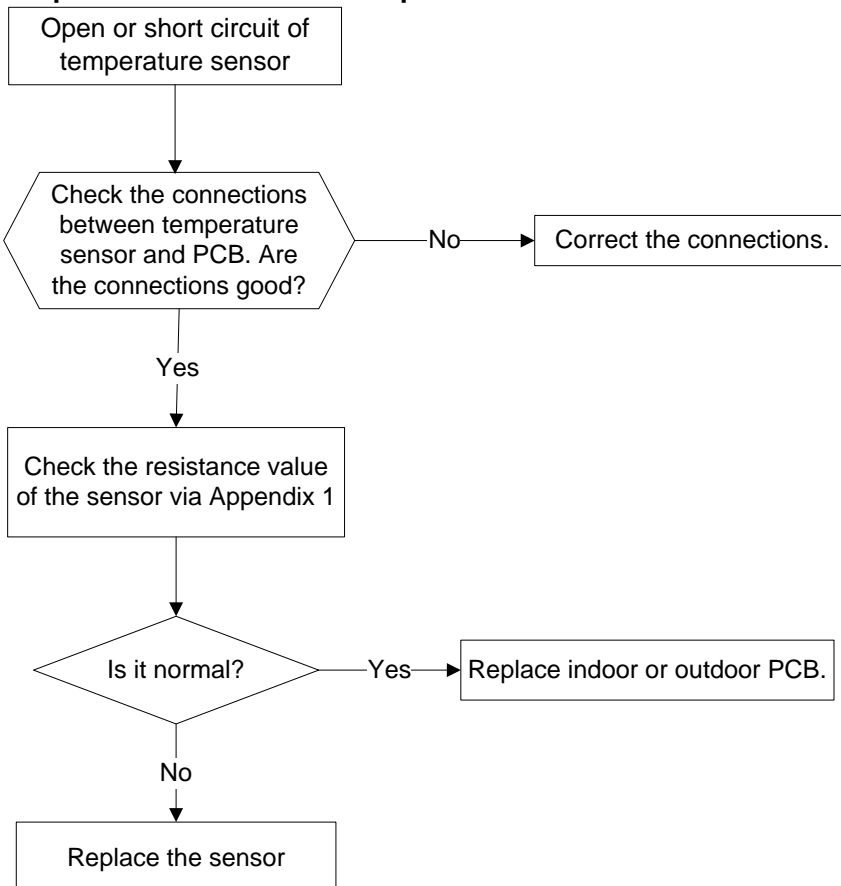 Open or short circuit of
temperature sensor
Check the connections
between temperature
sensor and PCB. Are
the connections good?
No
Correct the connections.
Yes
Check the resistance value
of the sensor via Appendix 1
Is it normal?
Yes
Replace indoor or outdoor PCB.
No
Replace the sensor